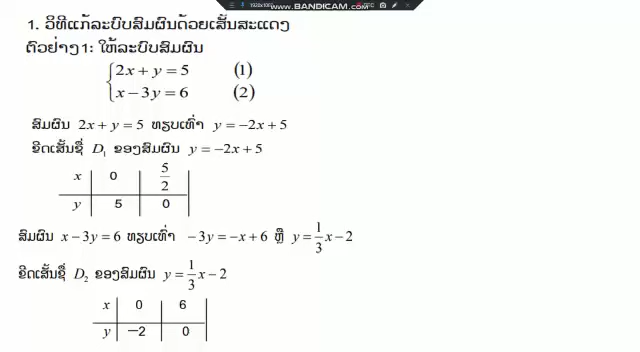 www.BANDICAM.com
1. ວິທີແກ້ລະບົບສົມຜົນດ້ວຍເສັ້ນສະແດງ
ຕົວຢ່າງ1: ໃຫ້ລະບົບສົມຜົນ
2x + y = 5 (1)
x − 3y = 6 (2)
ສົມຜົນ 2x + y = 5 ທຽບເທົ່າ y = −2x + 5
ຂີດເສັ້ນຊື່ D₁ ຂອງສົມຜົນ y = −2x + 5
x 0 5/2
y 5 0
ສົມຜົນ x − 3y = 6 ທຽບເທົ່າ −3y = −x + 6 ຫຼື y = 1/3 x − 2
ຂີດເສັ້ນຊື່ D₂ ຂອງສົມຜົນ y = 1/3 x − 2
x 0 6
y −2 0